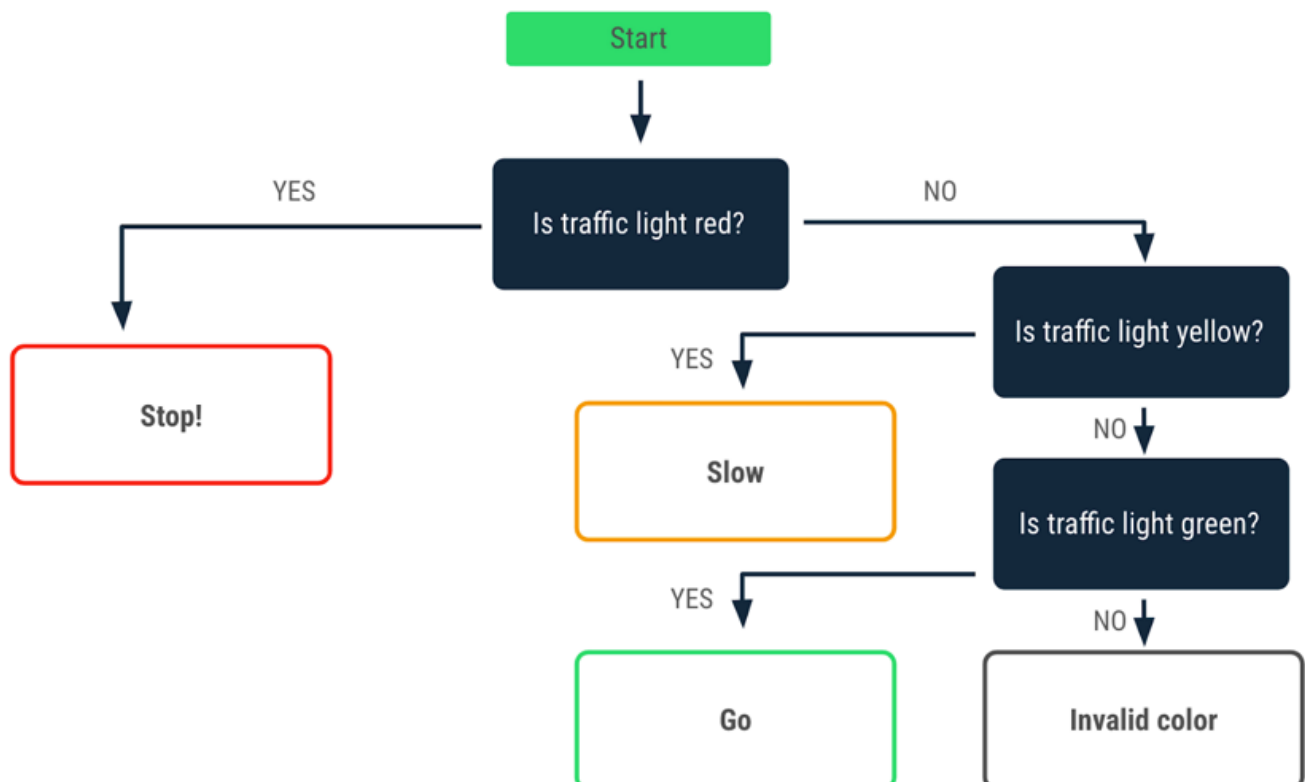 Start
YES
Is traffic light red?
NO
Is traffic light yellow?
YES
Stop!
NO
Slow
Is traffic light green?
YES
NO
Go
Invalid color